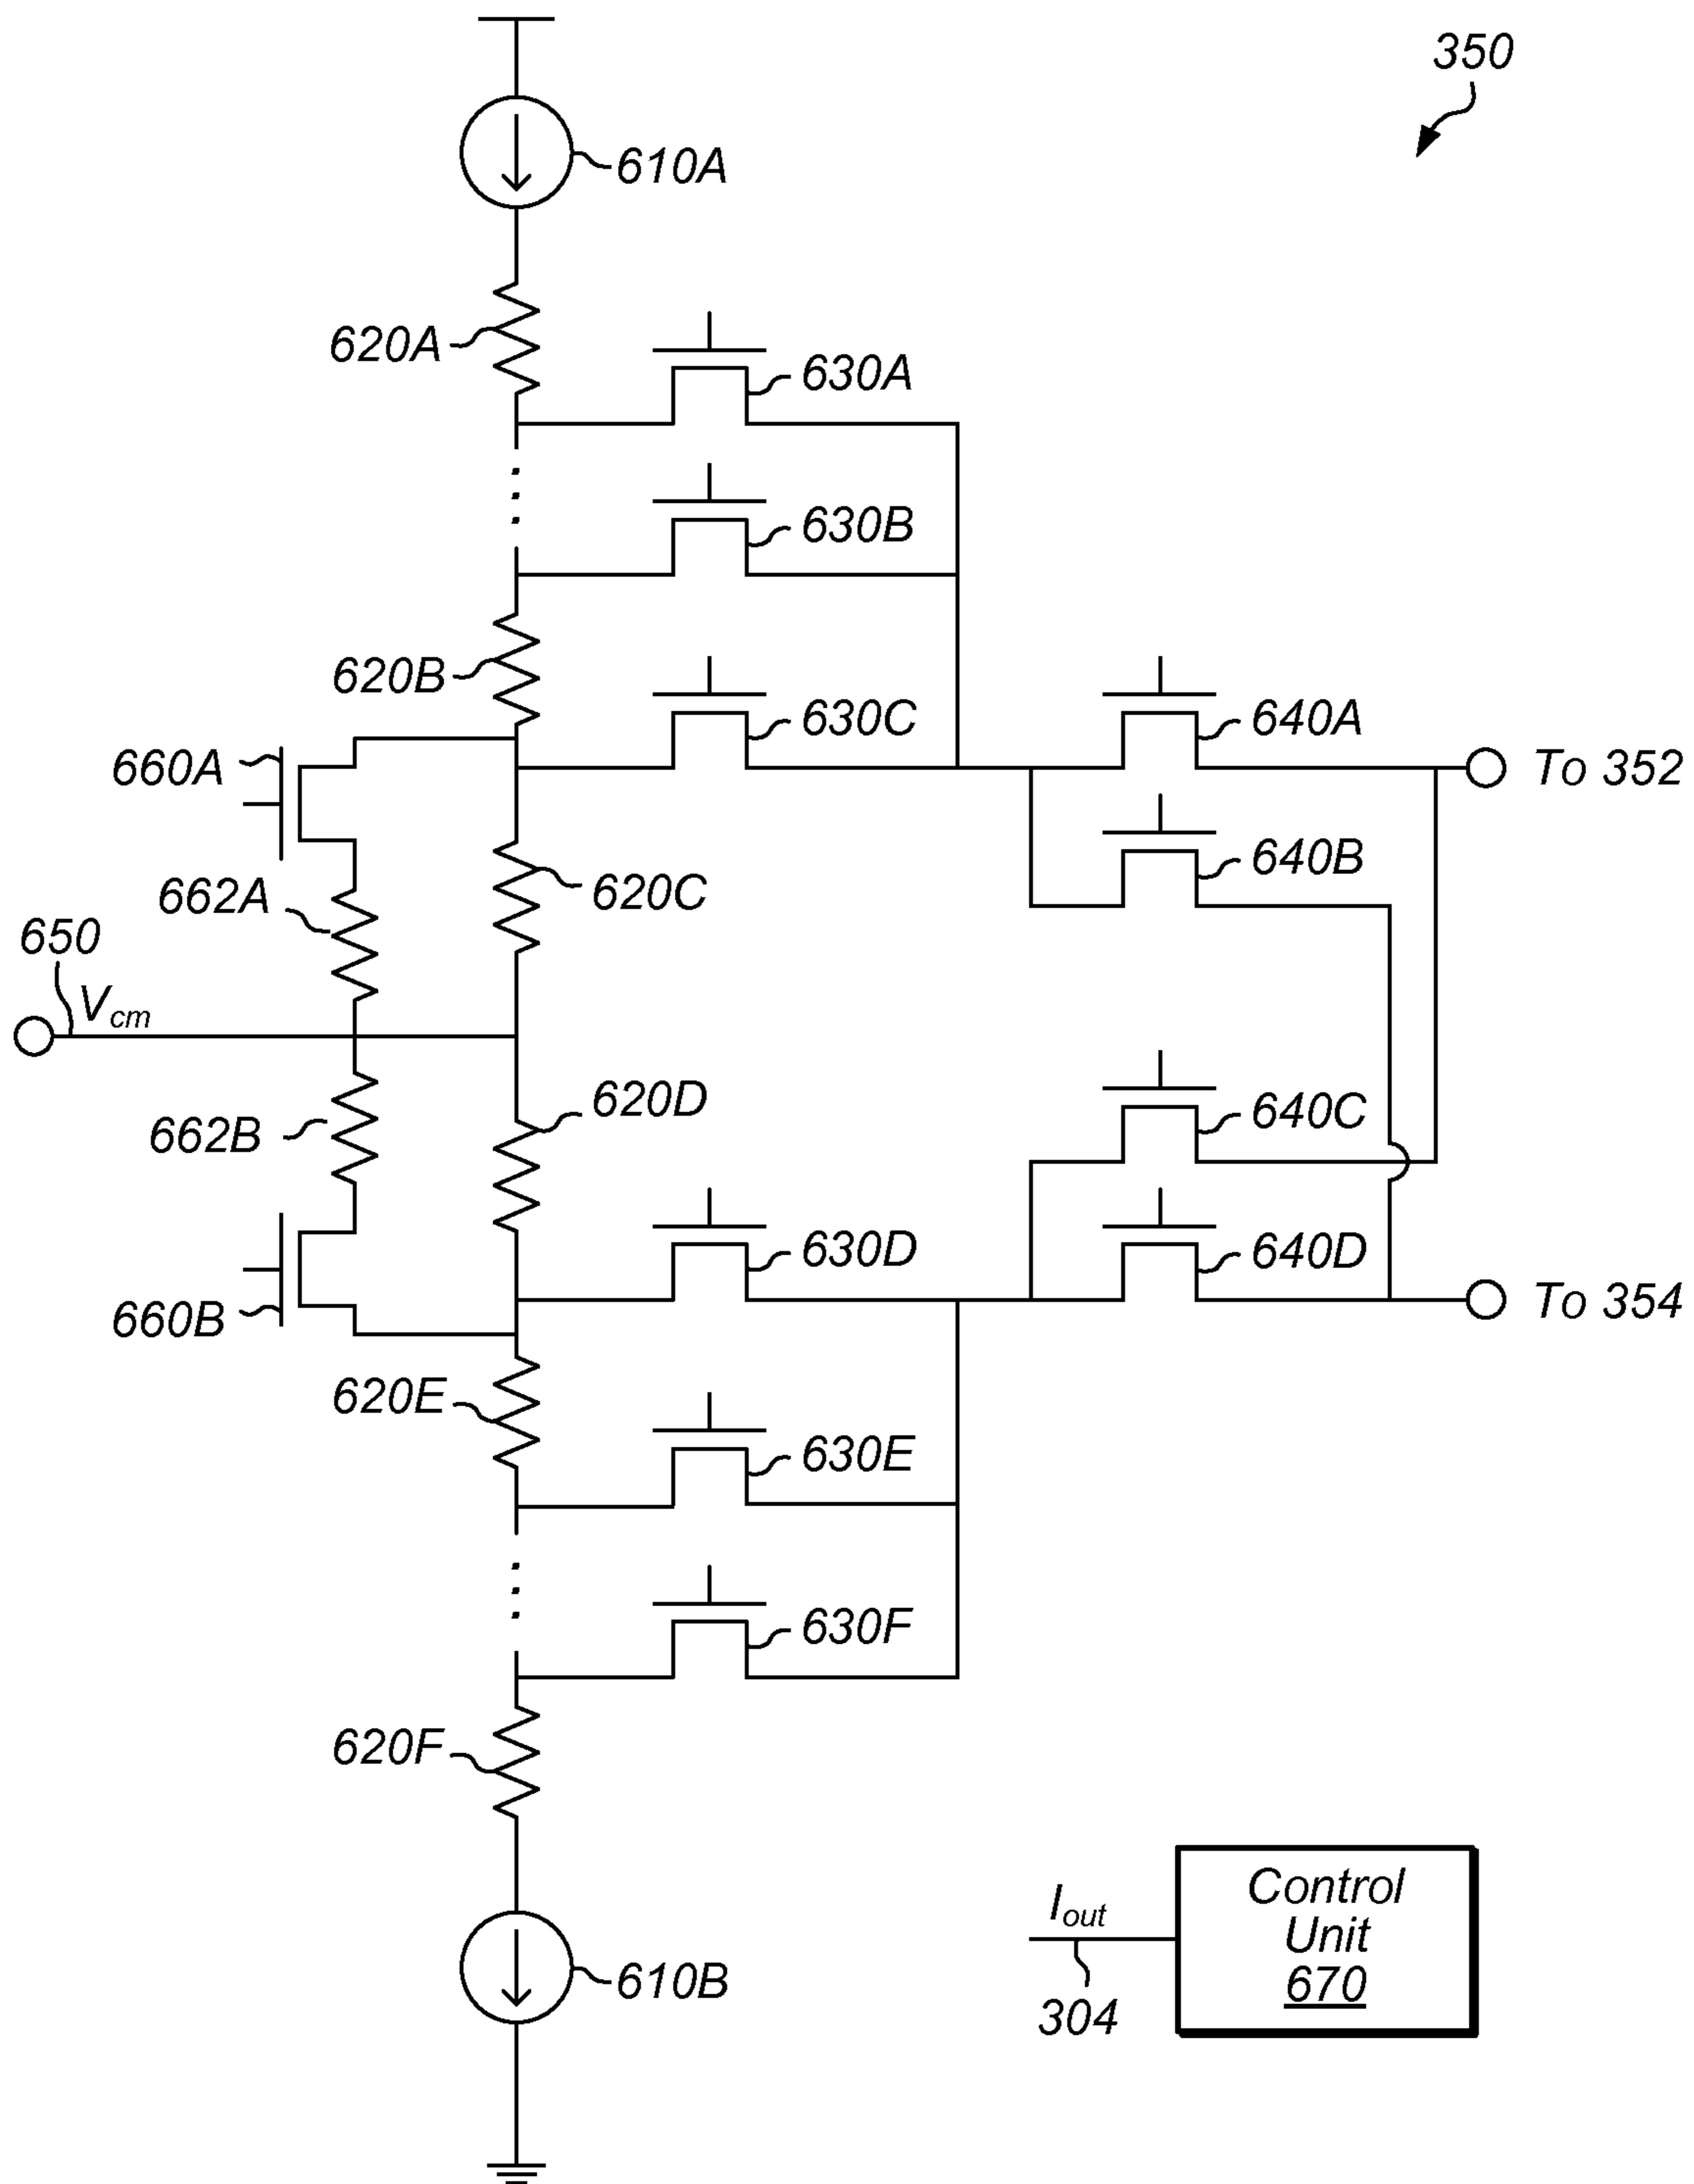 350
610A
620A
630A
630B
620B
630C
640A
660A
To 352
640B
662A
620C
650
Vcm
620D
640C
662B
630D
640D
660B
To 354
620E
630E
630F
620F
Control
Unit
670
Iout
610B
304